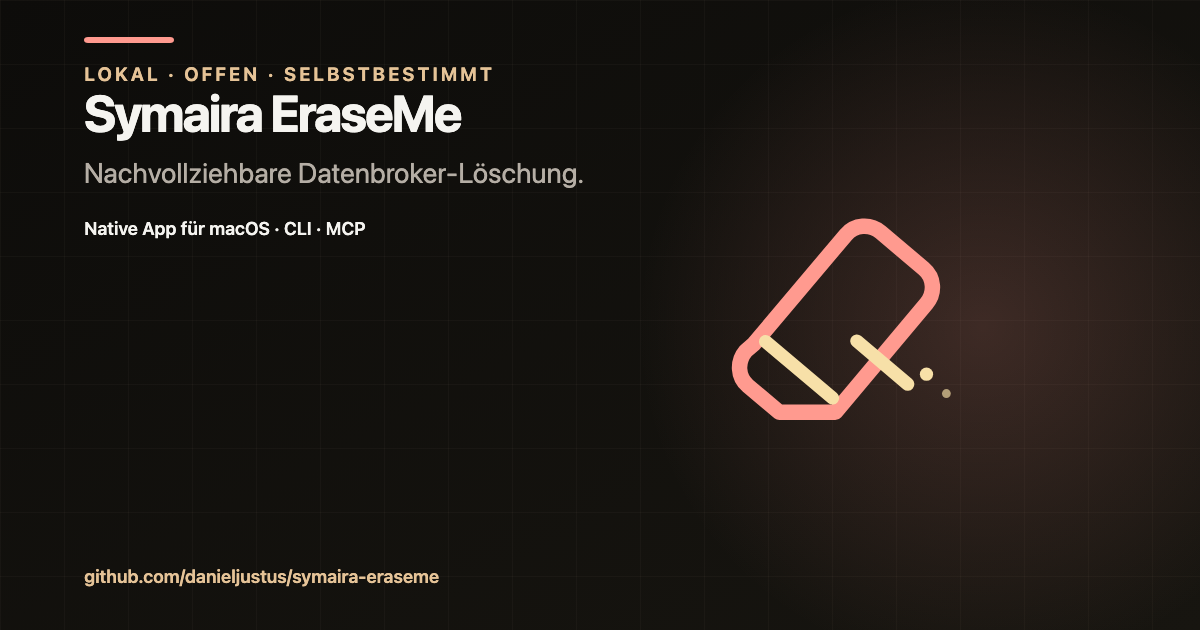 LOKAL · OFFEN · SELBSTBESTIMMT
Symaira EraseMe
Nachvollziehbare Datenbroker-Löschung.
Native App für macOS · CLI · MCP
github.com/danieljustus/symaira-eraseme